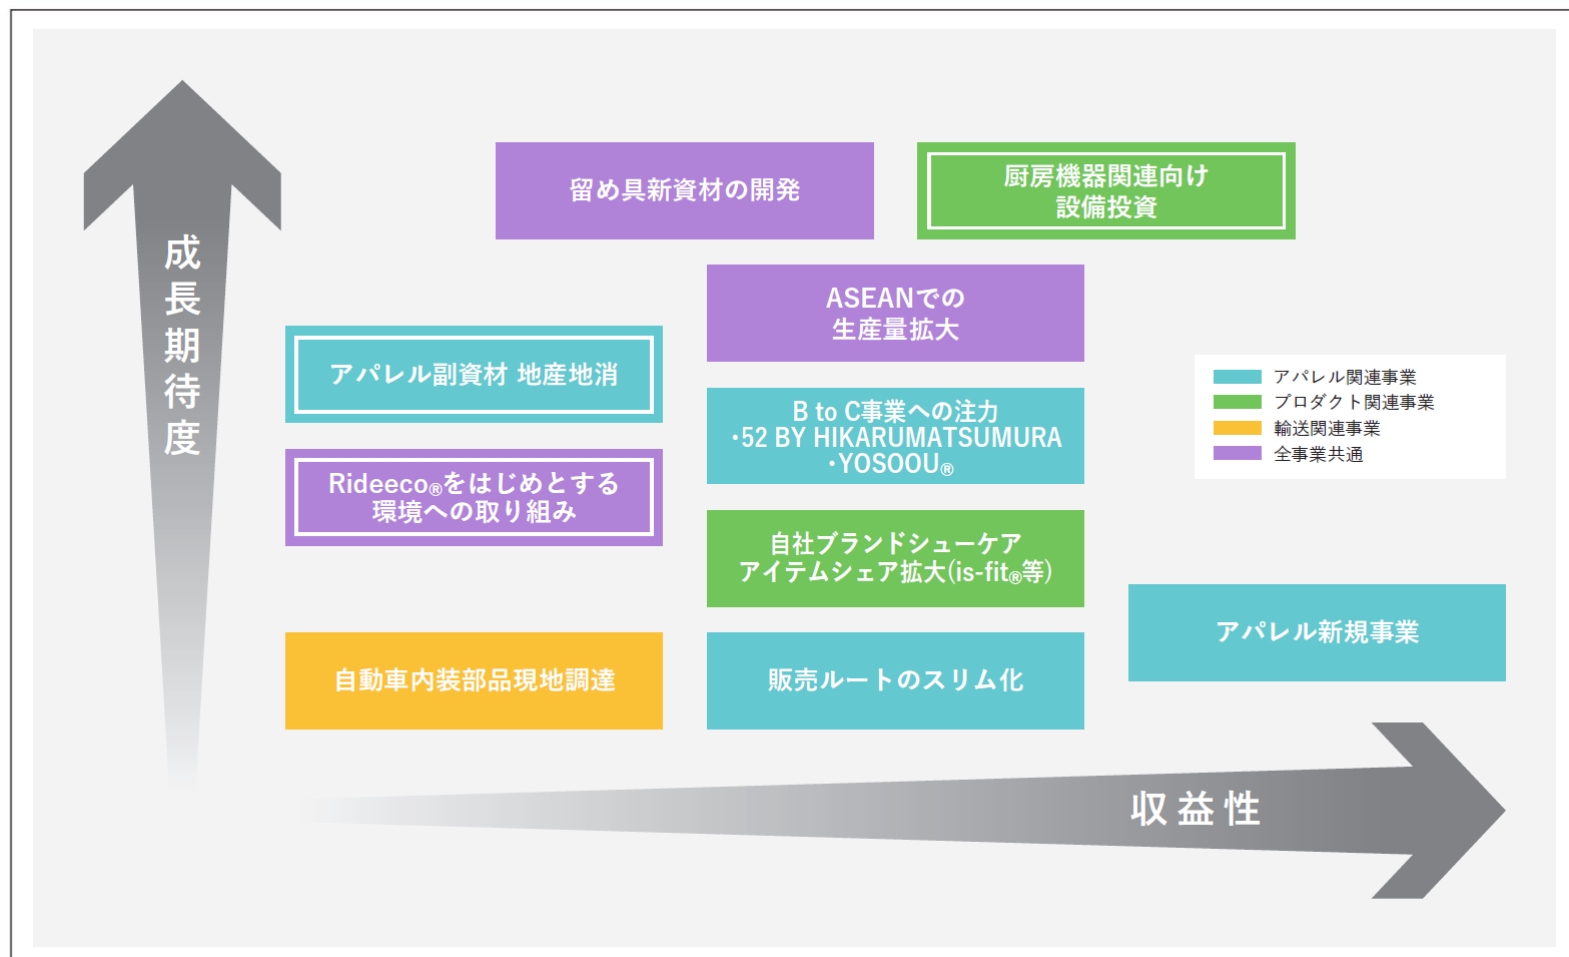 成長期待度
留め具新資材の開発
厨房機器関連向け
設備投資
ASEANでの
生産量拡大
アパレル副資材 地産地消
B to C事業への注力
・52 BY HIKARUMATSUMURA
・YOSOOU®
Rideeco®をはじめとする
環境への取り組み
自社ブランドシューケア
アイテムシェア拡大(is-fit®等)
自動車内装部品現地調達
販売ルートのスリム化
アパレル新規事業
アパレル関連事業
プロダクト関連事業
輸送関連事業
全事業共通
収益性